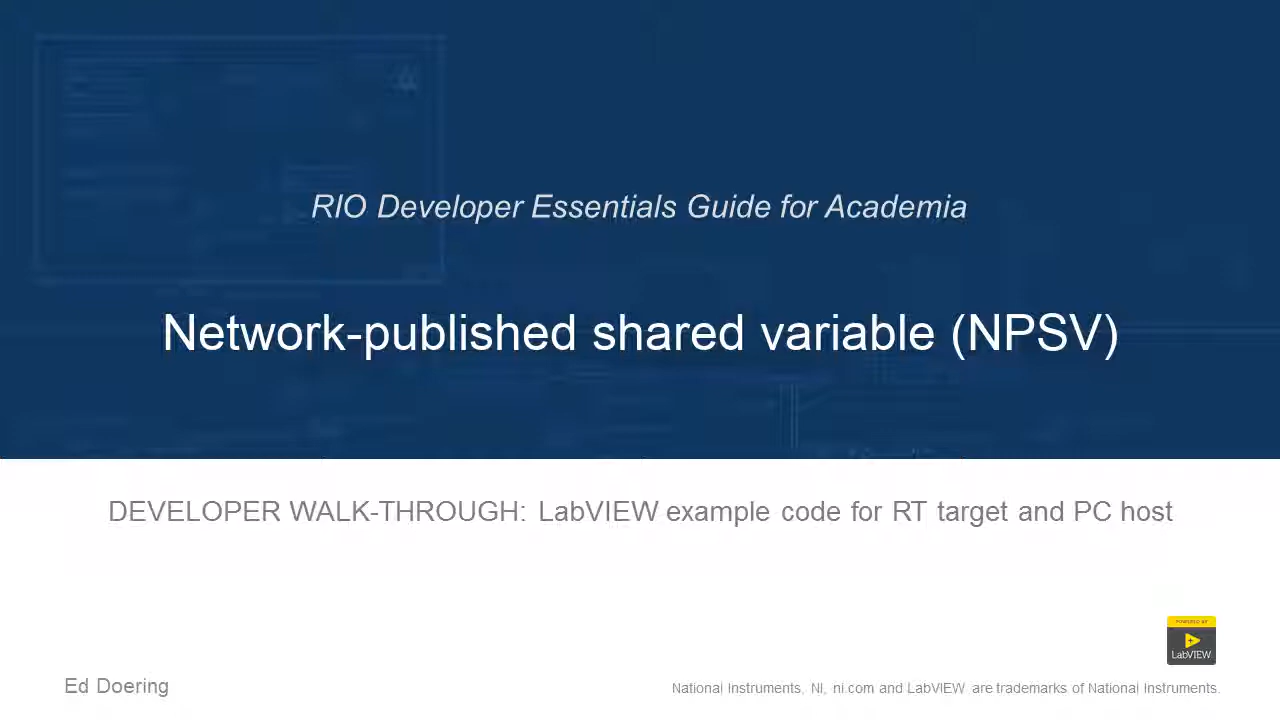 RIO Developer Essentials Guide for Academia
Network-published shared variable (NPSV)
DEVELOPER WALK-THROUGH: LabVIEW example code for RT target and PC host
POWERED BY
LabVIEW
Ed Doering
National Instruments, NI, ni.com and LabVIEW are trademarks of National Instruments.